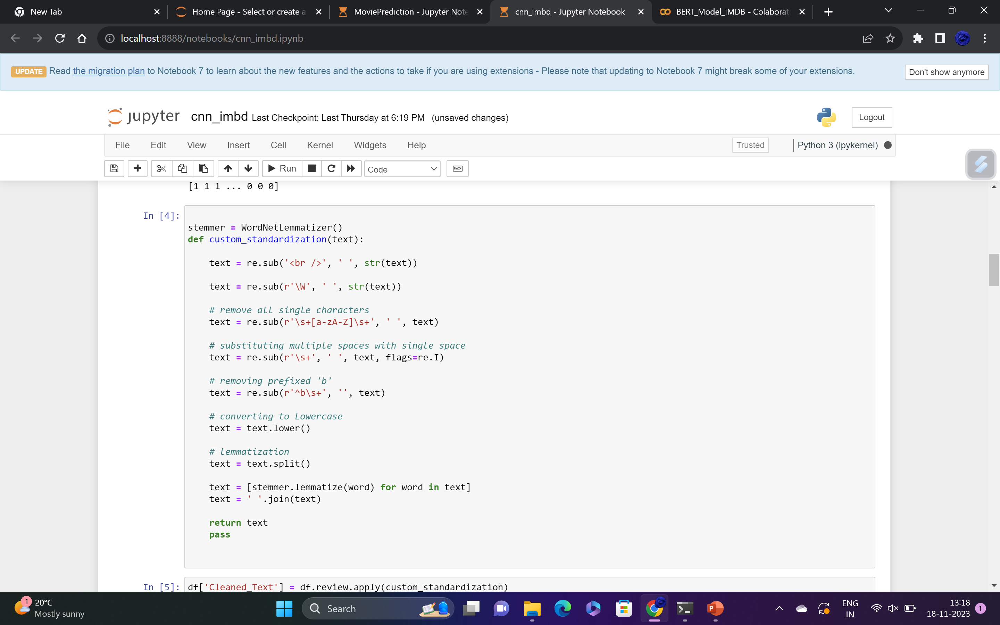 New Tab
Home Page - Select or create a
MoviePrediction - Jupyter Note
cnn_imbd - Jupyter Notebook
BERT_Model_IMDB - Colaborat
localhost:8888/notebooks/cnn_imbd.ipynb
UPDATE Read the migration plan to Notebook 7 to learn about the new features and the actions to take if you are using extensions - Please note that updating to Notebook 7 might break some of your extensions.
Don't show anymore
jupyter cnn_imbd Last Checkpoint: Last Thursday at 6:19 PM (unsaved changes)
Logout
File Edit View Insert Cell Kernel Widgets Help
Trusted
Python 3 (ipykernel)
Run
Code
[1 1 1 ... 0 0 0]
In [4]:
stemmer = WordNetLemmatizer()
def custom_standardization(text):
text = re.sub('<br />', ' ', str(text))
text = re.sub(r'\W', ' ', str(text))
# remove all single characters
text = re.sub(r'\s+[a-zA-Z]\s+', ' ', text)
# substituting multiple spaces with single space
text = re.sub(r'\s+', ' ', text, flags=re.I)
# removing prefixed 'b'
text = re.sub(r'^b\s+', '', text)
# converting to Lowercase
text = text.lower()
# lemmatization
text = text.split()
text = [stemmer.lemmatize(word) for word in text]
text = ' '.join(text)
return text
pass
In [5]: df['Cleaned_Text'] = df.review.apply(custom_standardization)
1
20°C
Mostly sunny
Search
P
ENG
IN
13:18
18-11-2023
1